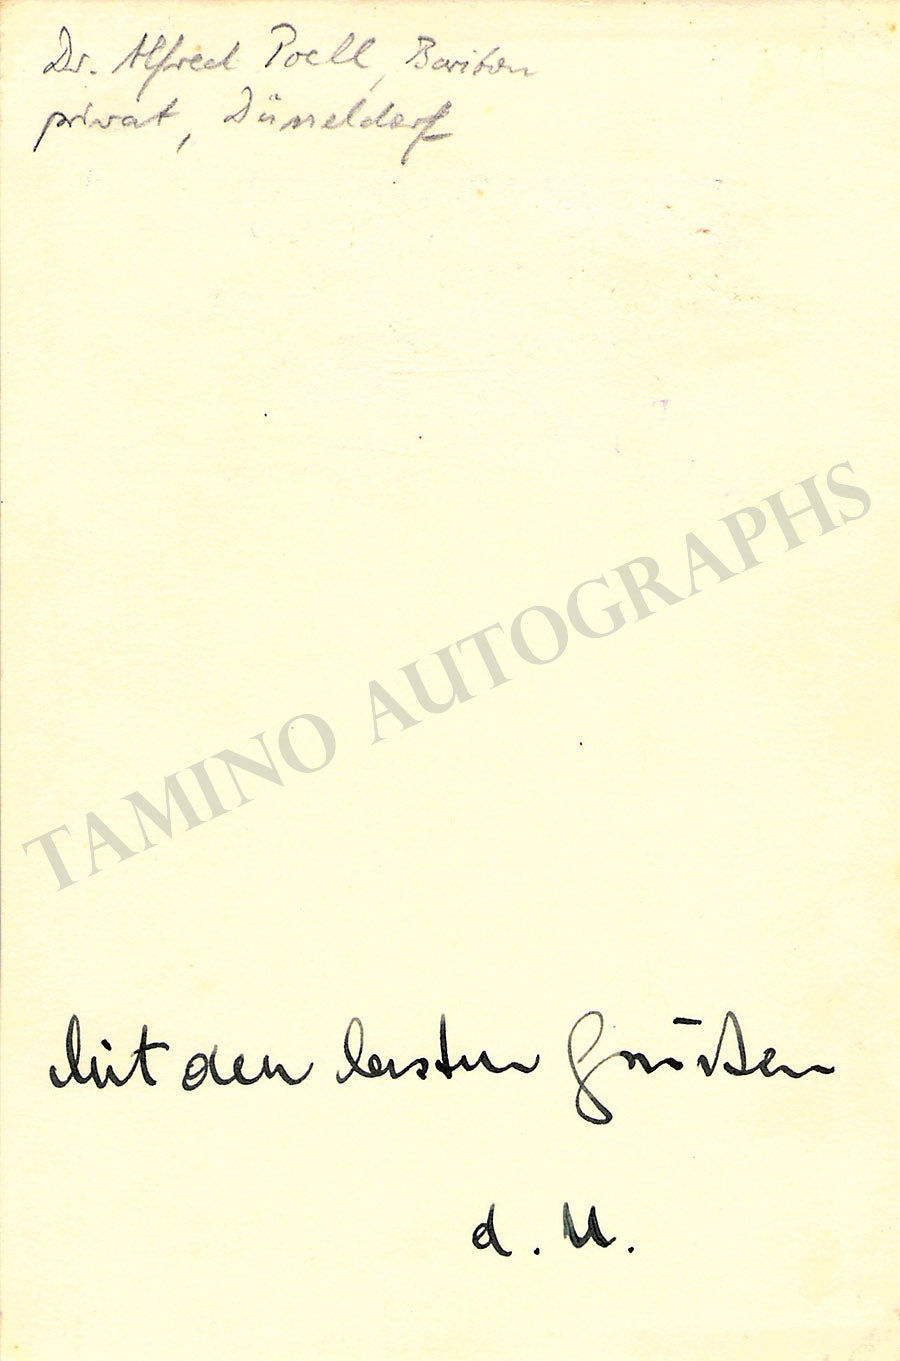 Dr. Alfred Poell, Bariton
privat, Düsseldorf
TAMINO AUTOGRAPHS
Mit den besten Grüßen
d. U.